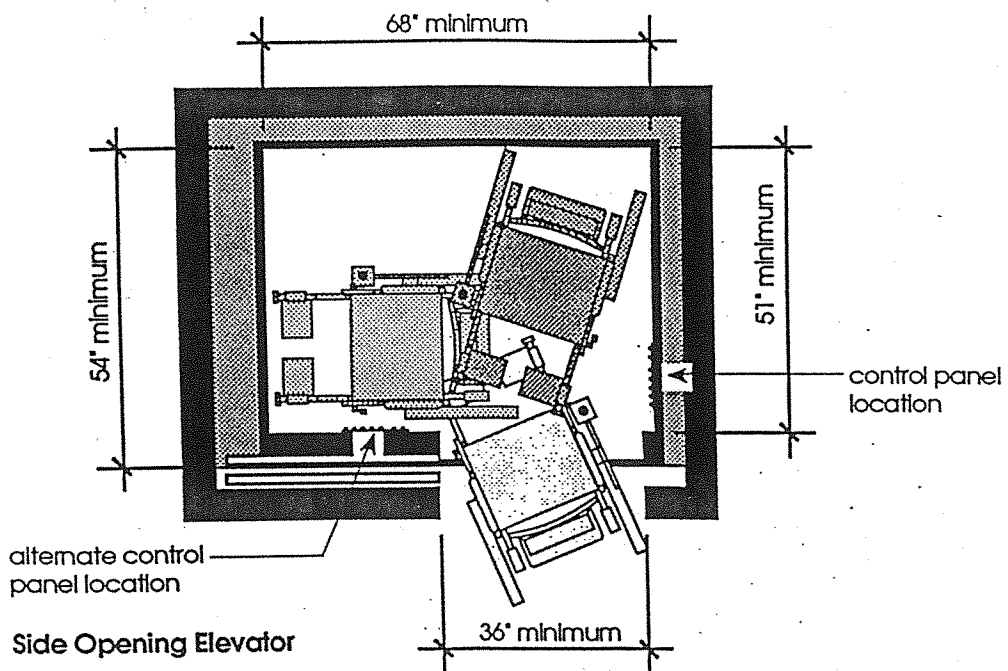 68" minimum
54" minimum
51" minimum
control panel
location
alternate control
panel location
36" minimum
Side Opening Elevator